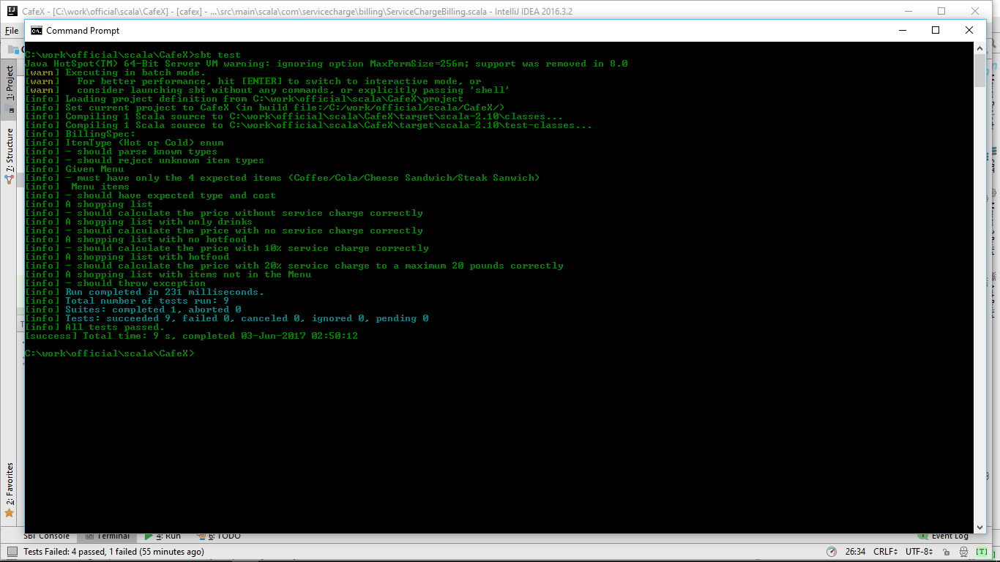 CafeX - [C:\work\official\scala\CafeX] - [cafex] - ...\src\main\scala\com\servicecharge\billing\ServiceChargeBilling.scala - IntelliJ IDEA 2016.3.2
File
Command Prompt
C:\work\official\scala\CafeX>sbt test
Java HotSpot(TM) 64-Bit Server VM warning: ignoring option MaxPermSize=256m; support was removed in 8.0
[warn] Executing in batch mode.
[warn]   For better performance, hit [ENTER] to switch to interactive mode, or
[warn]   consider launching sbt without any commands, or explicitly passing 'shell'
[info] Loading project definition from C:\work\official\scala\CafeX\project
[info] Set current project to CafeX (in build file:/C:/work/official/scala/CafeX/)
[info] Compiling 1 Scala source to C:\work\official\scala\CafeX\target\scala-2.10\classes...
[info] Compiling 1 Scala source to C:\work\official\scala\CafeX\target\scala-2.10\test-classes...
[info] BillingSpec:
[info] ItemType (Hot or Cold) enum
[info] - should parse known types
[info] - should reject unknown item types
[info] Given Menu
[info] - must have only the 4 expected items (Coffee/Cola/Cheese Sandwich/Steak Sanwich)
[info]  Menu items
[info] - should have expected type and cost
[info] A shopping list
[info] - should calculate the price without service charge correctly
[info] A shopping list with only drinks
[info] - should calculate the price with no service charge correctly
[info] A shopping list with no hotfood
[info] - should calculate the price with 10% service charge correctly
[info] A shopping list with hotfood
[info] - should calculate the price with 20% service charge to a maximum 20 pounds correctly
[info] A shopping list with items not in the Menu
[info] - should throw exception
[info] Run completed in 231 milliseconds.
[info] Total number of tests run: 9
[info] Suites: completed 1, aborted 0
[info] Tests: succeeded 9, failed 0, canceled 0, ignored 0, pending 0
[info] All tests passed.
[success] Total time: 9 s, completed 03-Jun-2017 02:50:12
C:\work\official\scala\CafeX>
1: Project
7: Structure
2: Favorites
SBT Console
Terminal
4: Run
6: TODO
Event Log
Tests Failed: 4 passed, 1 failed (55 minutes ago)
26:34
CRLF
UTF-8
[T]